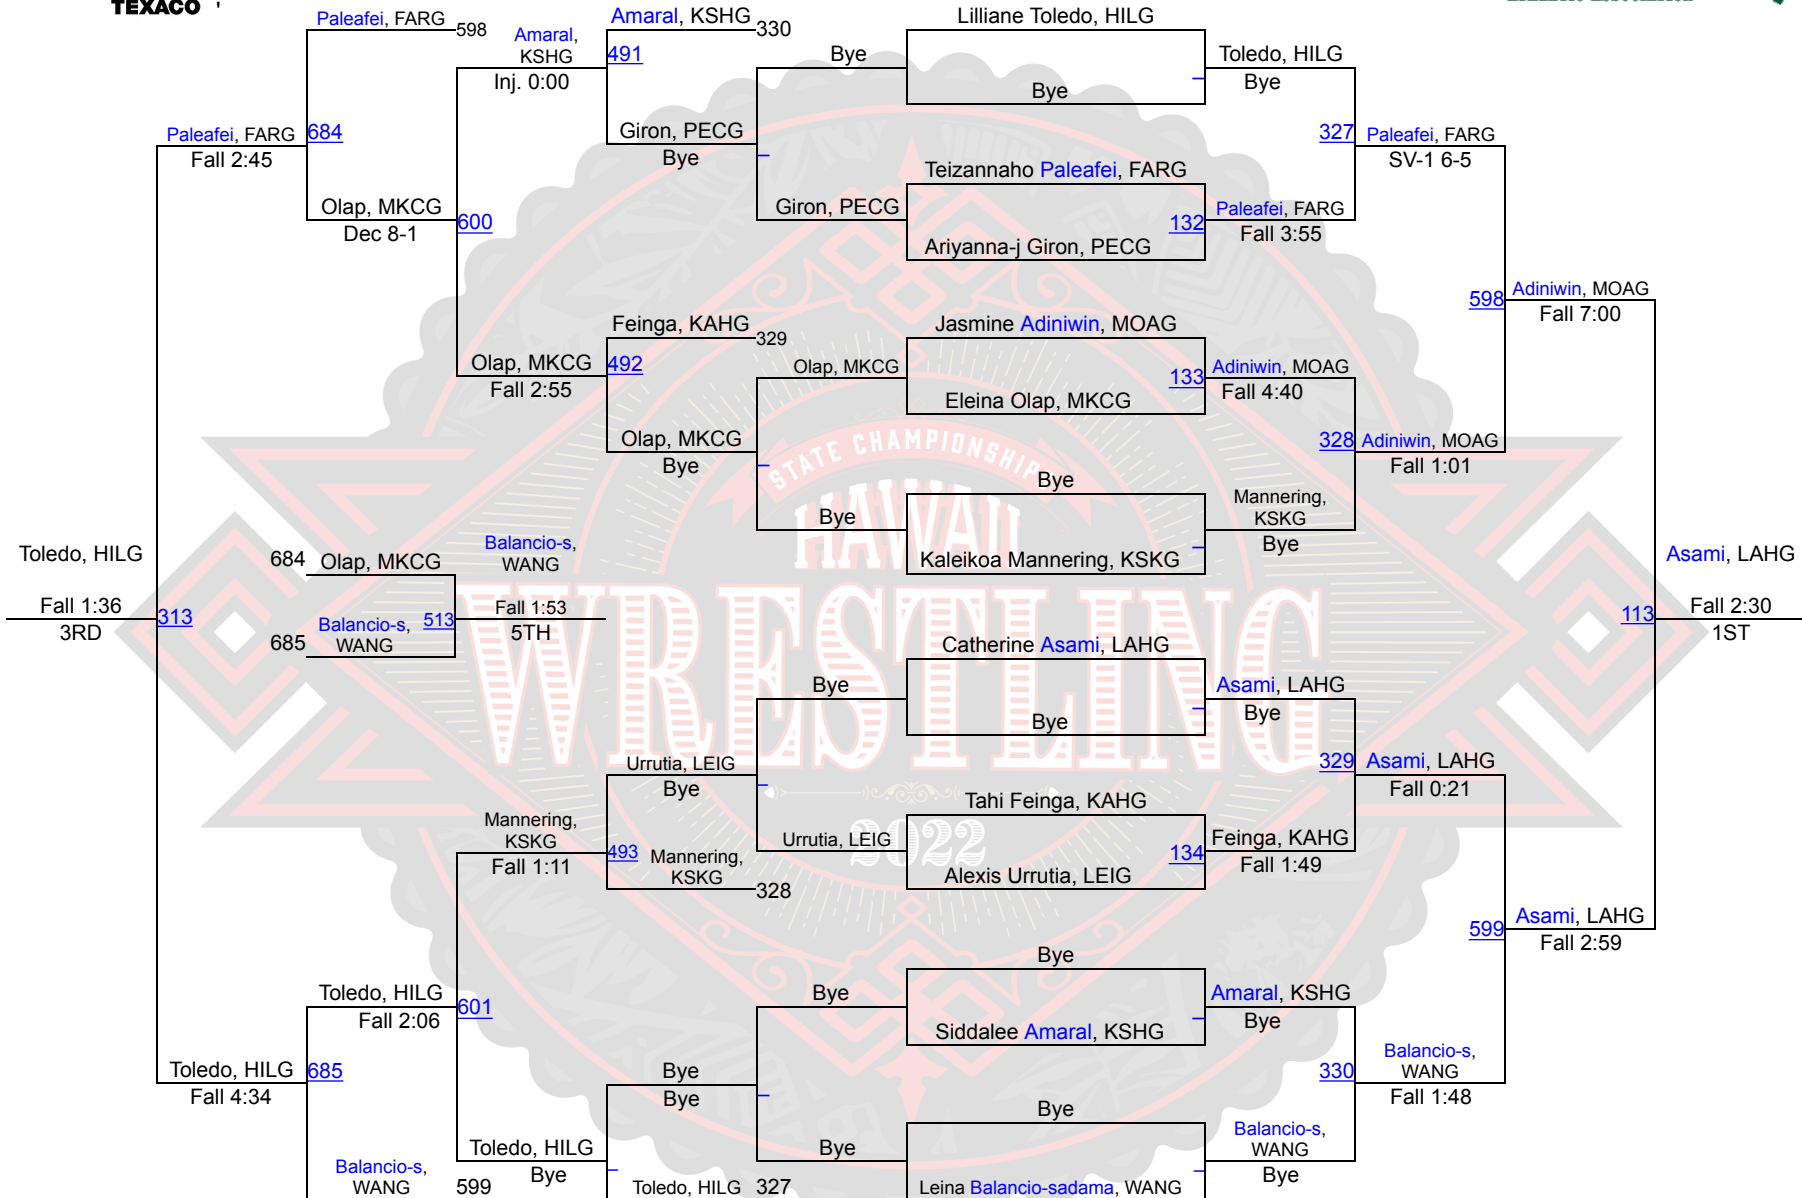 TEXACO
Paleafei, FARG
598
Amaral,
KSHG
Inj. 0:00
Amaral, KSHG
330
491
Bye
Lilliane Toledo, HILG
Bye
Toledo, HILG
Bye
Giron, PECG
Bye
Paleafei, FARG
684
Fall 2:45
327
Paleafei, FARG
SV-1 6-5
Teizannaho Paleafei, FARG
Giron, PECG
132
Paleafei, FARG
Fall 3:55
Ariyanna-j Giron, PECG
Olap, MKCG
600
Dec 8-1
598
Adiniwin, MOAG
Fall 7:00
Feinga, KAHG
329
Jasmine Adiniwin, MOAG
Olap, MKCG
492
Fall 2:55
Olap, MKCG
133
Adiniwin, MOAG
Fall 4:40
Eleina Olap, MKCG
Olap, MKCG
Bye
328
Adiniwin, MOAG
Fall 1:01
STATE CHAMPIONSHIPS
Bye
Mannering,
KSKG
Bye
Bye
Kaleikoa Mannering, KSKG
HAWAII
Toledo, HILG
Fall 1:36
3RD
313
684
Olap, MKCG
Balancio-s,
WANG
685
Balancio-s,
WANG
513
Fall 1:53
5TH
Asami, LAHG
113
Fall 2:30
1ST
WRESTLING
Catherine Asami, LAHG
Bye
Bye
Asami, LAHG
Bye
Urrutia, LEIG
Bye
329
Asami, LAHG
Fall 0:21
Tahi Feinga, KAHG
2022
Mannering,
KSKG
Fall 1:11
493
Mannering,
KSKG
328
Urrutia, LEIG
134
Feinga, KAHG
Fall 1:49
Alexis Urrutia, LEIG
599
Asami, LAHG
Fall 2:59
Bye
Toledo, HILG
601
Fall 2:06
Bye
Siddalee Amaral, KSHG
Amaral, KSHG
Bye
Toledo, HILG
685
Fall 4:34
Bye
Bye
330
Balancio-s,
WANG
Fall 1:48
Bye
Toledo, HILG
Bye
Bye
Balancio-s,
WANG
Bye
Balancio-s,
WANG
599
Toledo, HILG
327
Leina Balancio-sadama, WANG